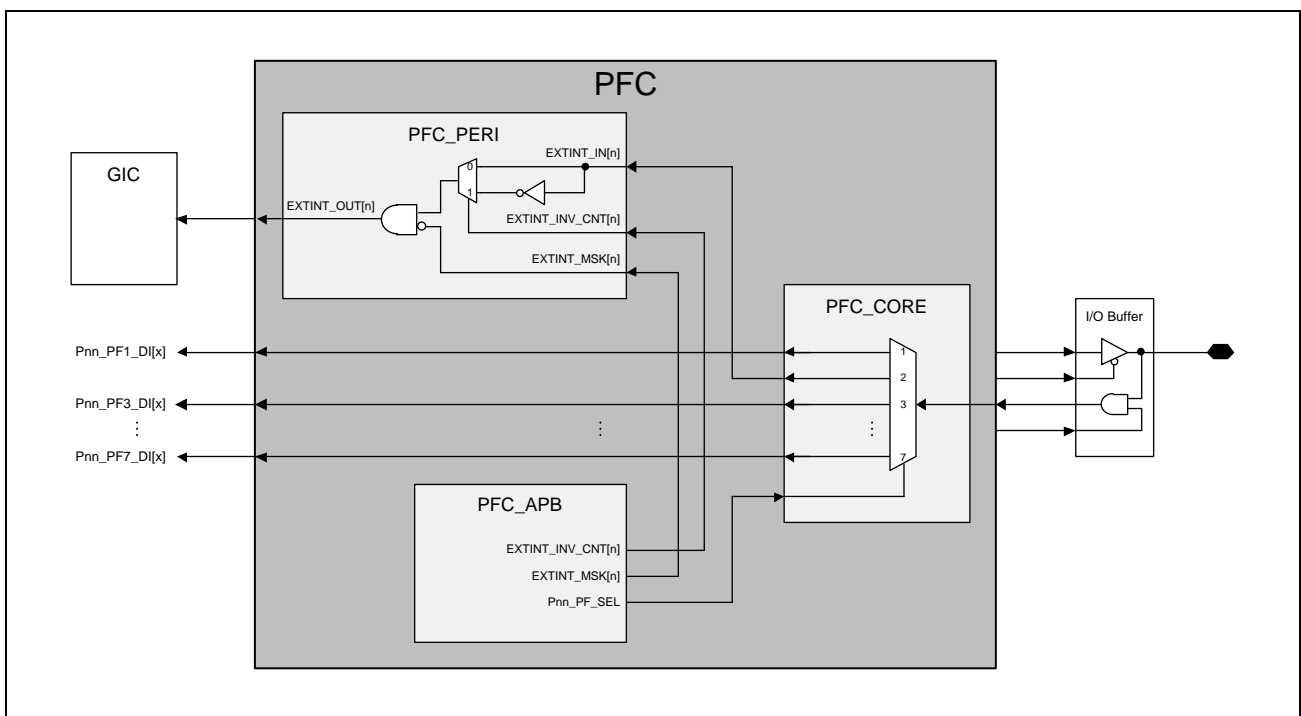 PFC
PFC_PERI
GIC
EXTINT_IN[n]
0
1
EXTINT_OUT[n]
EXTINT_INV_CNT[n]
EXTINT_MSK[n]
PFC_CORE
I/O Buffer
Pnn_PF1_DI[x]
1
2
Pnn_PF3_DI[x]
3
⋮
⋮
⋮
Pnn_PF7_DI[x]
7
PFC_APB
EXTINT_INV_CNT[n]
EXTINT_MSK[n]
Pnn_PF_SEL